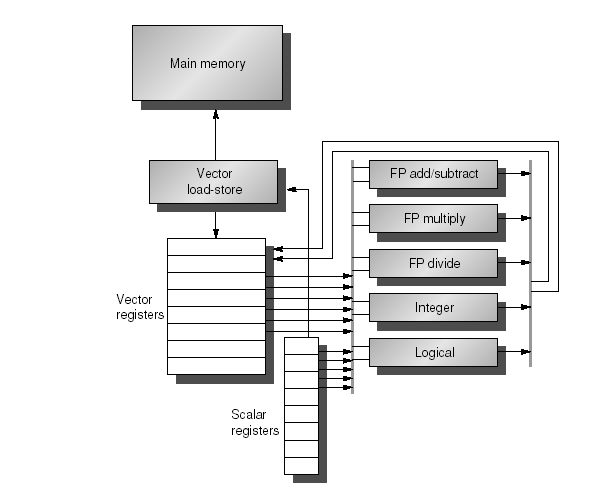 Main memory
Vector
load-store
FP add/subtract
FP multiply
FP divide
Integer
Logical
Vector
registers
Scalar
registers